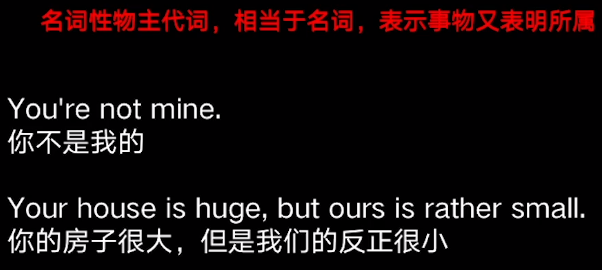 名词性物主代词，相当于名词，表示事物又表明所属
You're not mine.
你不是我的
Your house is huge, but ours is rather small.
你的房子很大，但是我们的反正很小